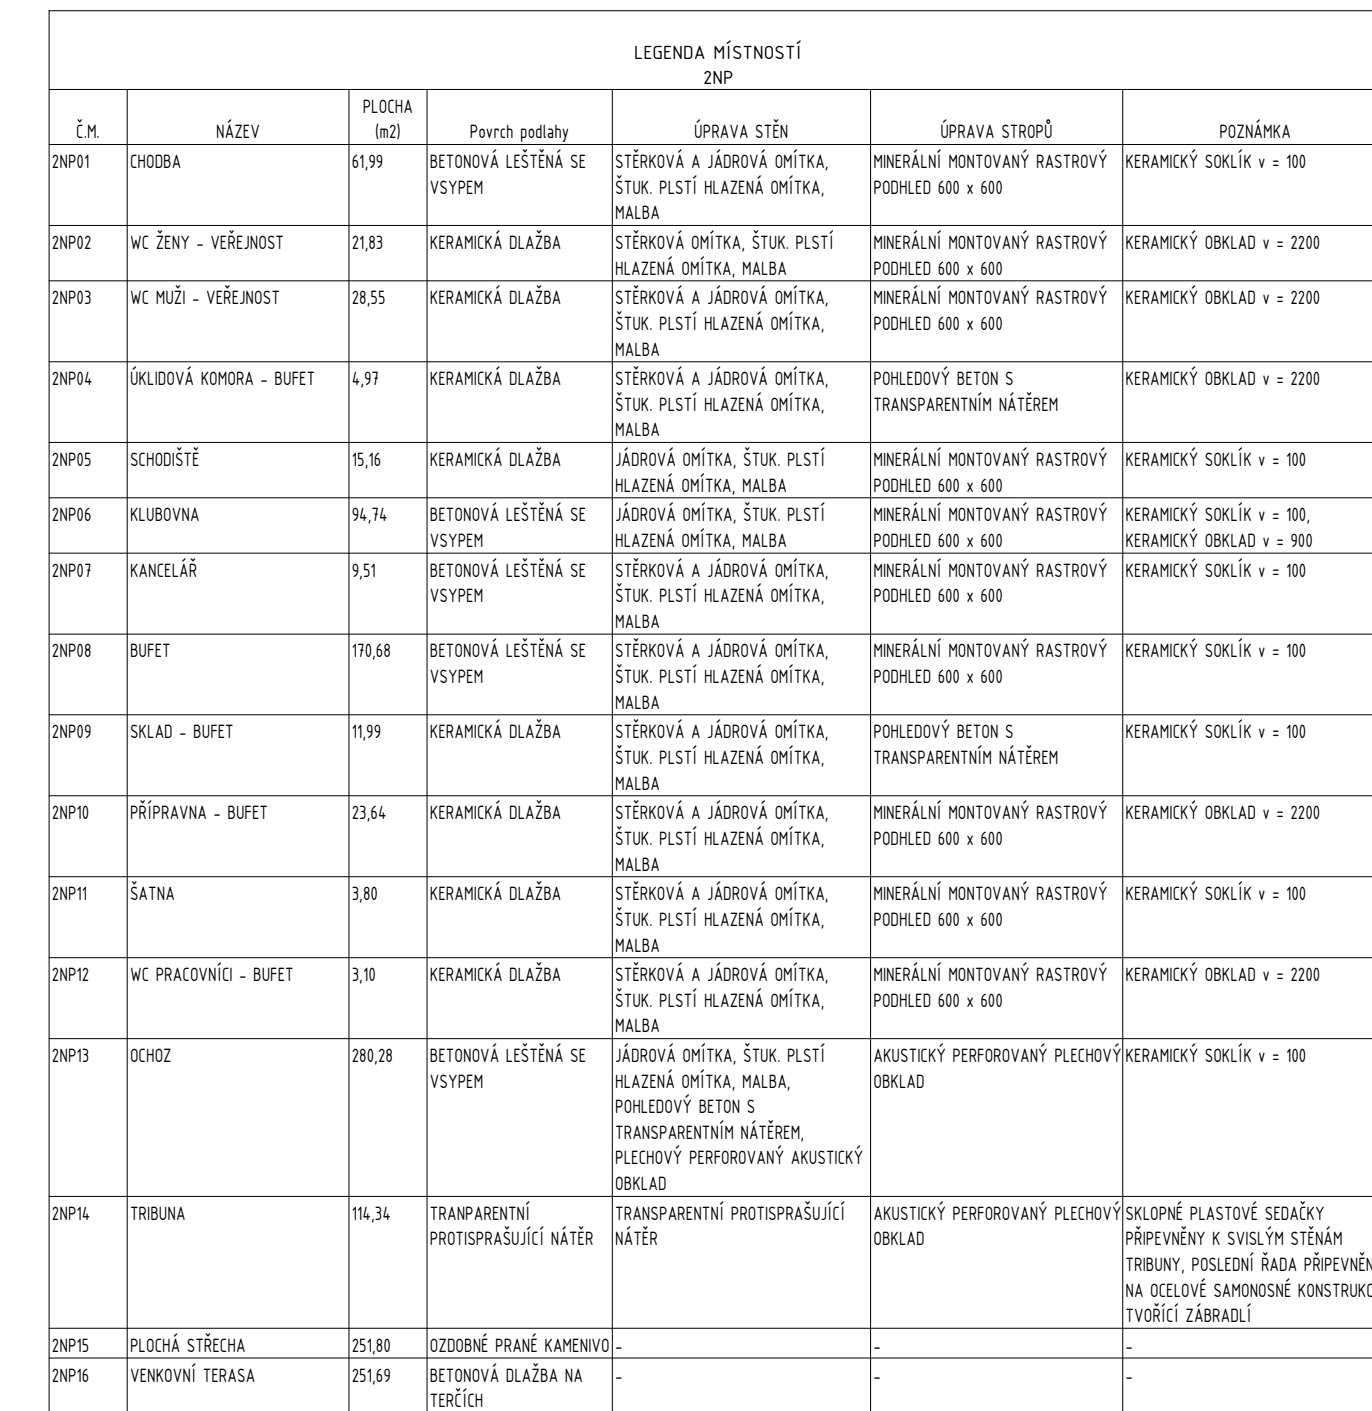 LEGENDA MÍSTNOSTÍ
2NP
Č.M. NÁZEV PLOCHA (m2) Povrch podlahy ÚPRAVA STĚN ÚPRAVA STROPŮ POZNÁMKA
2NP01 CHODBA 61,99 BETONOVÁ LEŠTĚNÁ SE STĚRKOVÁ A JÁDROVÁ OMÍTKA, MINERÁLNÍ MONTOVANÝ RASTROVÝ KERAMICKÝ SOKLÍK v = 100
VSYPEM ŠTUK. PLSTÍ HLAZENÁ OMÍTKA, PODHLED 600 x 600
MALBA
2NP02 WC ŽENY - VEŘEJNOST 21,83 KERAMICKÁ DLAŽBA STĚRKOVÁ OMÍTKA, ŠTUK. PLSTÍ MINERÁLNÍ MONTOVANÝ RASTROVÝ KERAMICKÝ OBKLAD v = 2200
HLAZENÁ OMÍTKA, MALBA PODHLED 600 x 600
2NP03 WC MUŽI - VEŘEJNOST 28,55 KERAMICKÁ DLAŽBA STĚRKOVÁ A JÁDROVÁ OMÍTKA, MINERÁLNÍ MONTOVANÝ RASTROVÝ KERAMICKÝ OBKLAD v = 2200
ŠTUK. PLSTÍ HLAZENÁ OMÍTKA, PODHLED 600 x 600
MALBA
2NP04 ÚKLIDOVÁ KOMORA - BUFET 4,97 KERAMICKÁ DLAŽBA STĚRKOVÁ A JÁDROVÁ OMÍTKA, POHLEDOVÝ BETON S KERAMICKÝ OBKLAD v = 2200
ŠTUK. PLSTÍ HLAZENÁ OMÍTKA, TRANSPARENTNÍM NÁTĚREM
MALBA
2NP05 SCHODIŠTĚ 15,16 KERAMICKÁ DLAŽBA JÁDROVÁ OMÍTKA, ŠTUK. PLSTÍ MINERÁLNÍ MONTOVANÝ RASTROVÝ KERAMICKÝ SOKLÍK v = 100
HLAZENÁ OMÍTKA, MALBA PODHLED 600 x 600
2NP06 KLUBOVNA 94,74 BETONOVÁ LEŠTĚNÁ SE JÁDROVÁ OMÍTKA, ŠTUK. PLSTÍ MINERÁLNÍ MONTOVANÝ RASTROVÝ KERAMICKÝ SOKLÍK v = 100,
VSYPEM HLAZENÁ OMÍTKA, MALBA PODHLED 600 x 600 KERAMICKÝ OBKLAD v = 900
2NP07 KANCELÁŘ 9,51 BETONOVÁ LEŠTĚNÁ SE STĚRKOVÁ A JÁDROVÁ OMÍTKA, MINERÁLNÍ MONTOVANÝ RASTROVÝ KERAMICKÝ SOKLÍK v = 100
VSYPEM ŠTUK. PLSTÍ HLAZENÁ OMÍTKA, PODHLED 600 x 600
MALBA
2NP08 BUFET 170,68 BETONOVÁ LEŠTĚNÁ SE STĚRKOVÁ A JÁDROVÁ OMÍTKA, MINERÁLNÍ MONTOVANÝ RASTROVÝ KERAMICKÝ SOKLÍK v = 100
VSYPEM ŠTUK. PLSTÍ HLAZENÁ OMÍTKA, PODHLED 600 x 600
MALBA
2NP09 SKLAD - BUFET 11,99 KERAMICKÁ DLAŽBA STĚRKOVÁ A JÁDROVÁ OMÍTKA, POHLEDOVÝ BETON S KERAMICKÝ SOKLÍK v = 100
ŠTUK. PLSTÍ HLAZENÁ OMÍTKA, TRANSPARENTNÍM NÁTĚREM
MALBA
2NP10 PŘÍPRAVNA - BUFET 23,64 KERAMICKÁ DLAŽBA STĚRKOVÁ A JÁDROVÁ OMÍTKA, MINERÁLNÍ MONTOVANÝ RASTROVÝ KERAMICKÝ OBKLAD v = 2200
ŠTUK. PLSTÍ HLAZENÁ OMÍTKA, PODHLED 600 x 600
MALBA
2NP11 ŠATNA 3,80 KERAMICKÁ DLAŽBA STĚRKOVÁ A JÁDROVÁ OMÍTKA, MINERÁLNÍ MONTOVANÝ RASTROVÝ KERAMICKÝ SOKLÍK v = 100
ŠTUK. PLSTÍ HLAZENÁ OMÍTKA, PODHLED 600 x 600
MALBA
2NP12 WC PRACOVNÍCI - BUFET 3,10 KERAMICKÁ DLAŽBA STĚRKOVÁ A JÁDROVÁ OMÍTKA, MINERÁLNÍ MONTOVANÝ RASTROVÝ KERAMICKÝ OBKLAD v = 2200
ŠTUK. PLSTÍ HLAZENÁ OMÍTKA, PODHLED 600 x 600
MALBA
2NP13 OCHOZ 280,28 BETONOVÁ LEŠTĚNÁ SE JÁDROVÁ OMÍTKA, ŠTUK. PLSTÍ AKUSTICKÝ PERFOROVANÝ PLECHOVÝ KERAMICKÝ SOKLÍK v = 100
VSYPEM HLAZENÁ OMÍTKA, MALBA, OBKLAD
POHLEDOVÝ BETON S
TRANSPARENTNÍM NÁTĚREM,
PLECHOVÝ PERFOROVANÝ AKUSTICKÝ
OBKLAD
2NP14 TRIBUNA 114,34 TRANPARENTNÍ TRANSPARENTNÍ PROTISPRAŠUJÍCÍ AKUSTICKÝ PERFOROVANÝ PLECHOVÝ SKLOPNÉ PLASTOVÉ SEDAČKY
PROTISPRAŠUJÍCÍ NÁTĚR NÁTĚR OBKLAD PŘIPEVNĚNY K SVISLÝM STĚNÁM
TRIBUNY, POSLEDNÍ ŘADA PŘIPEVNĚN
NA OCELOVÉ SAMONOSNÉ KONSTRUKC
TVOŘÍCÍ ZÁBRADLÍ
2NP15 PLOCHÁ STŘECHA 251,80 OZDOBNÉ PRANÉ KAMENIVO - - -
2NP16 VENKOVNÍ TERASA 251,69 BETONOVÁ DLAŽBA NA - - -
TERČÍCH